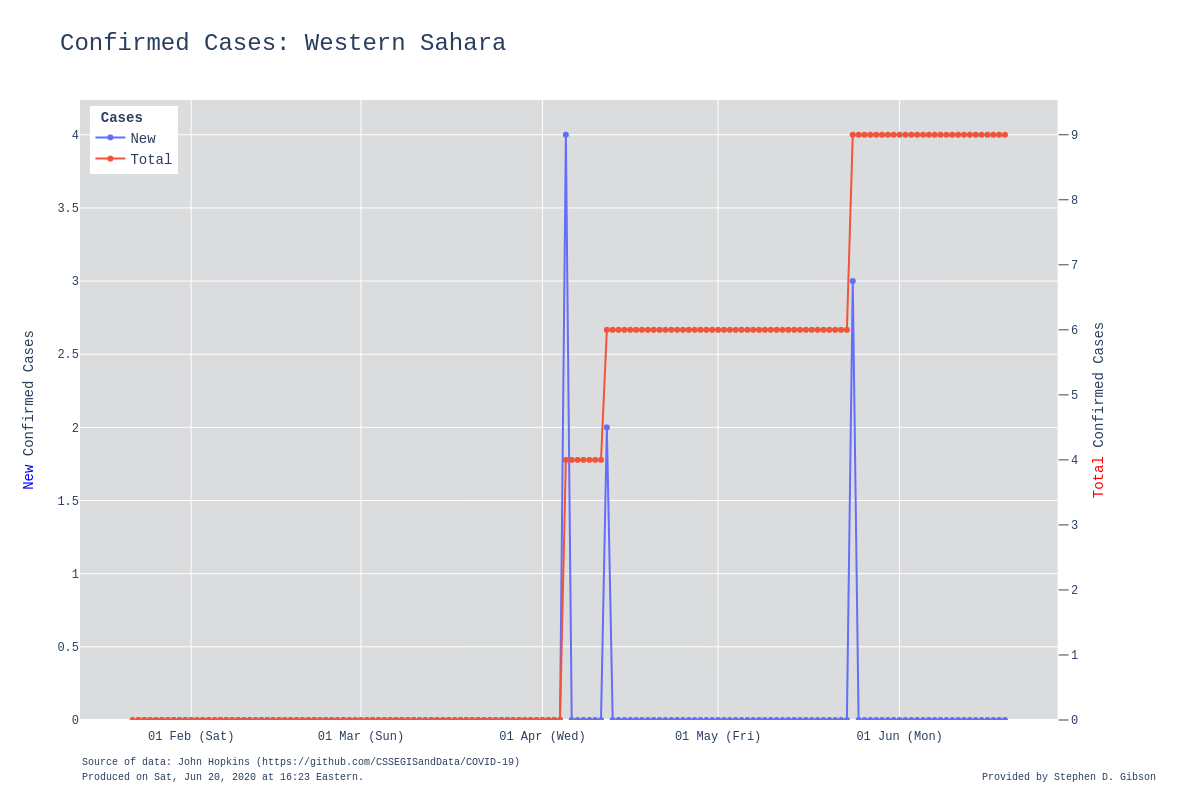 Confirmed Cases: Western Sahara
Cases
New
Total
4
3.5
3
2.5
2
1.5
1
0.5
0
New Confirmed Cases
9
8
7
6
5
4
3
2
1
0
Total Confirmed Cases
01 Feb (Sat) 01 Mar (Sun) 01 Apr (Wed) 01 May (Fri) 01 Jun (Mon)
Source of data: John Hopkins (https://github.com/CSSEGISandData/COVID-19)
Produced on Sat, Jun 20, 2020 at 16:23 Eastern.
Provided by Stephen D. Gibson